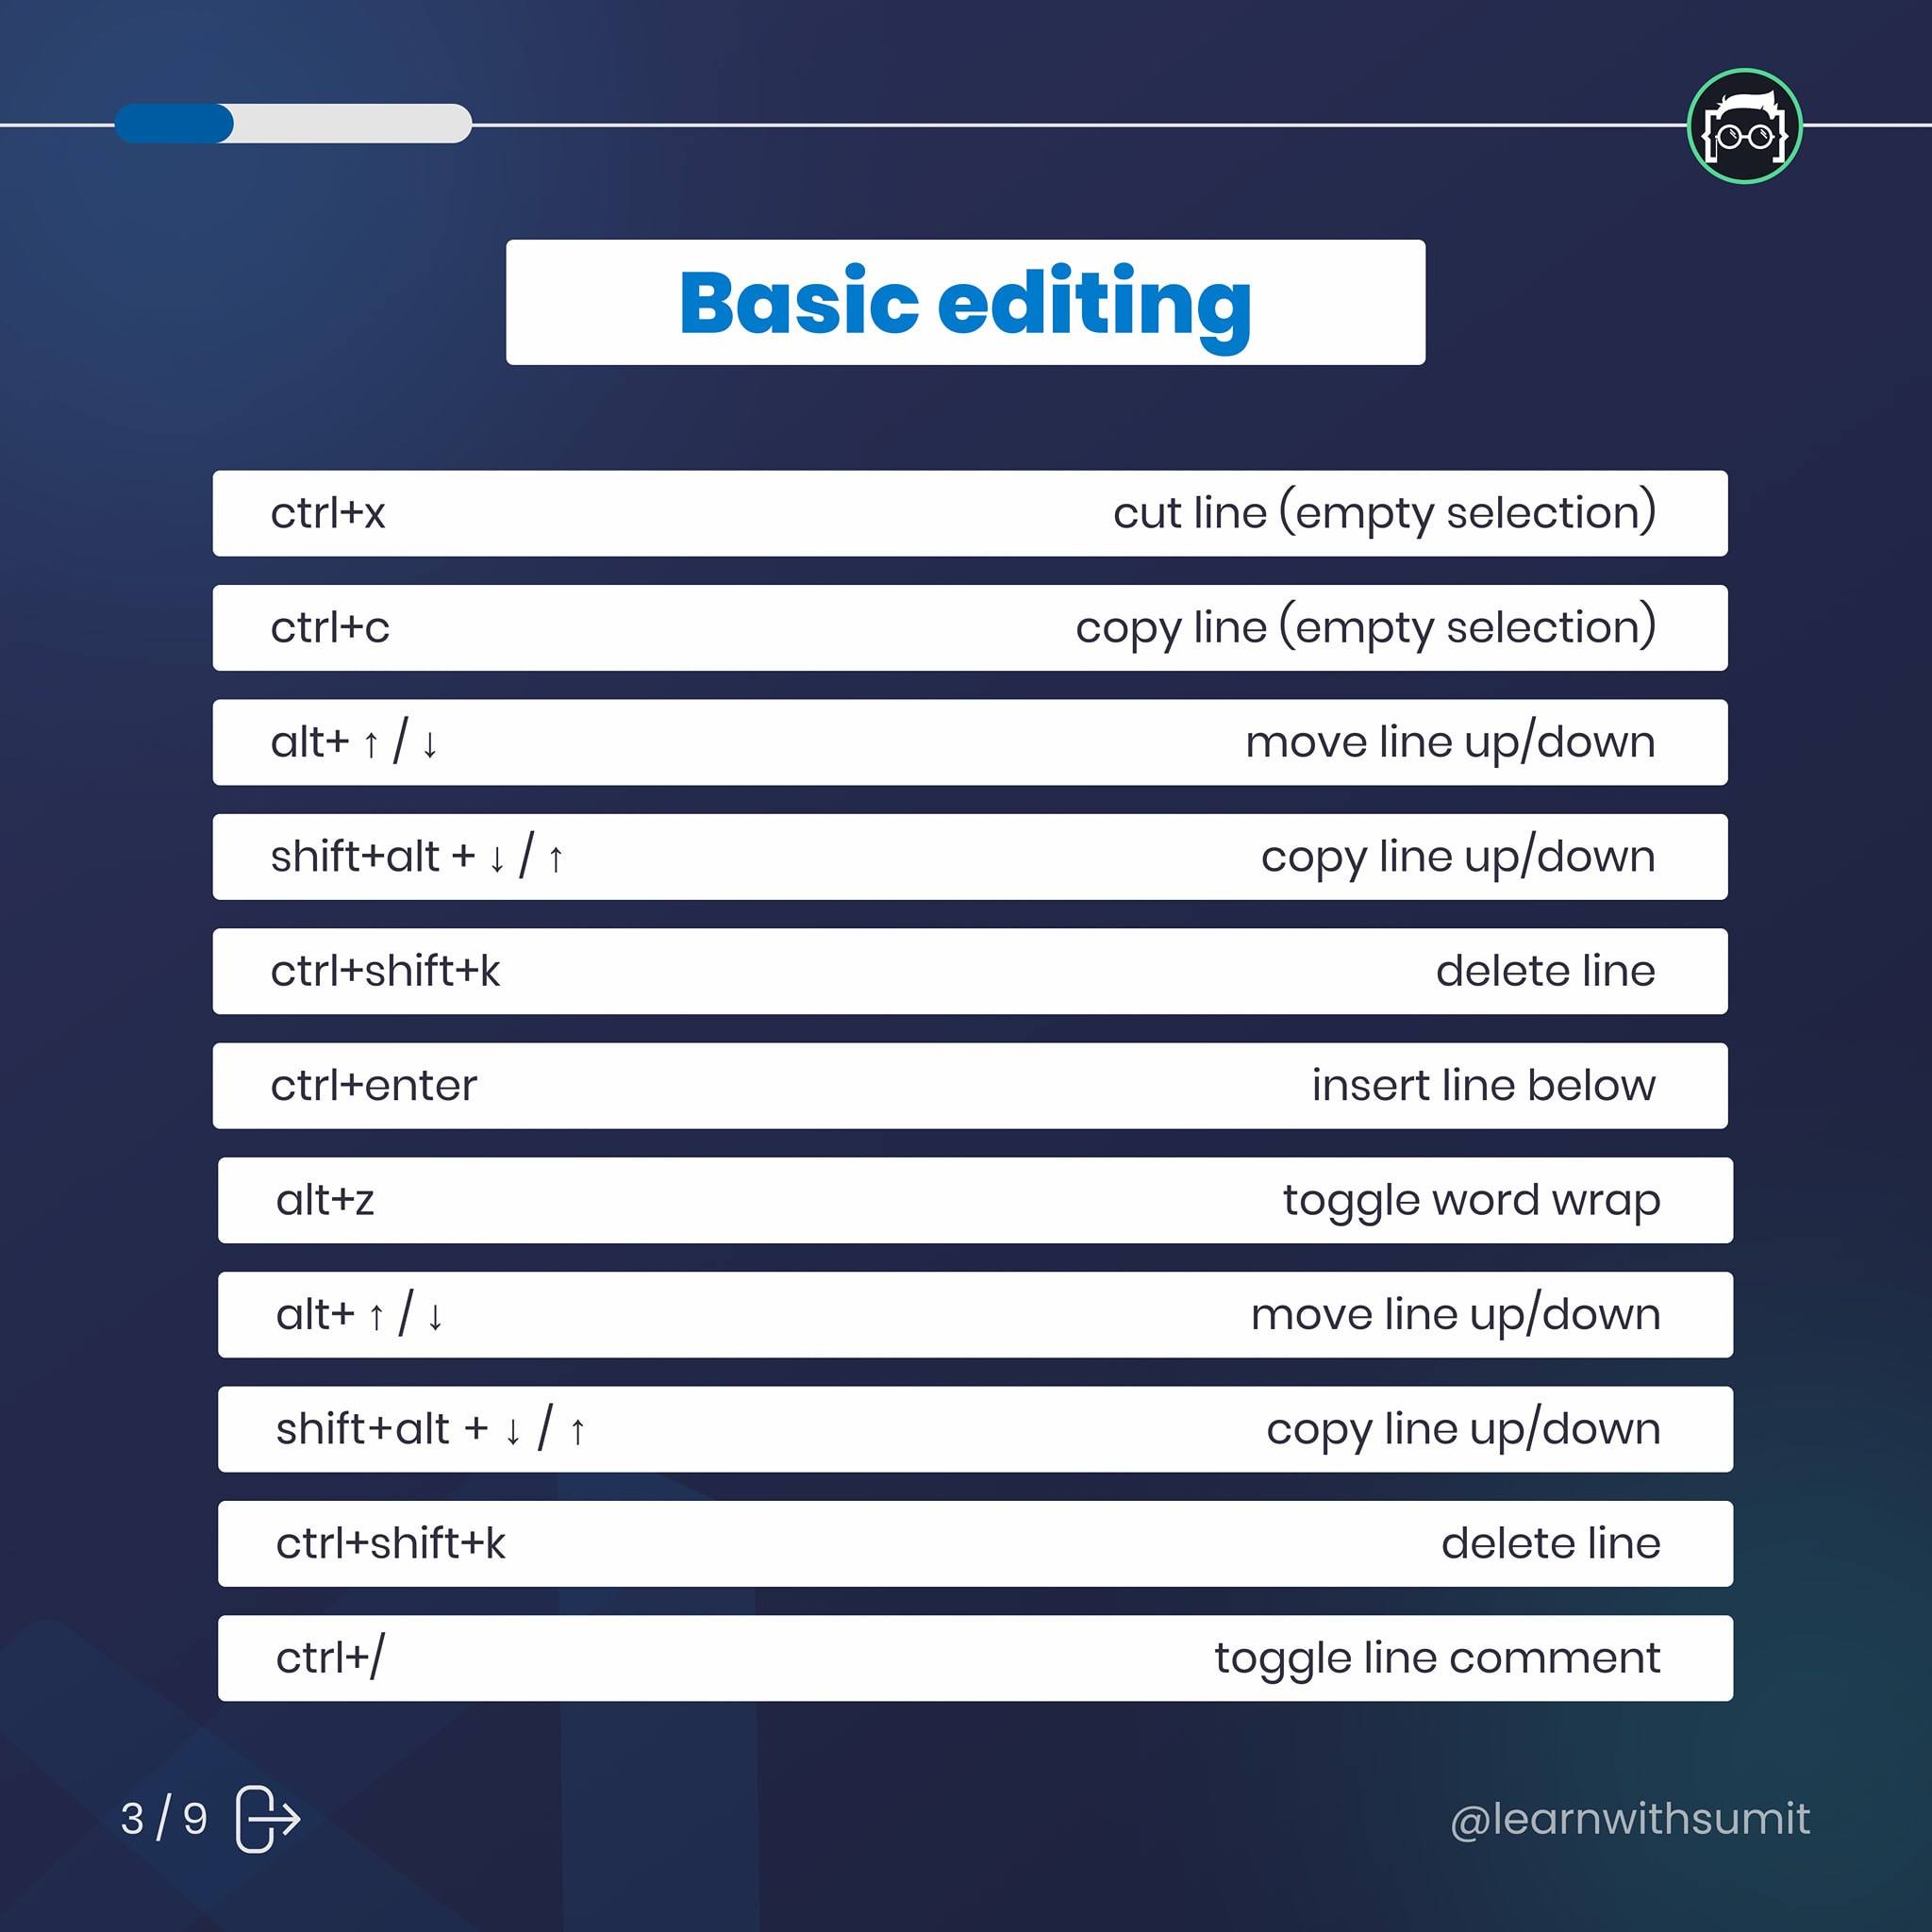 Basic editing
ctrl+x cut line (empty selection)
ctrl+c copy line (empty selection)
alt+ ↑ / ↓ move line up/down
shift+alt + ↓ / ↑ copy line up/down
ctrl+shift+k delete line
ctrl+enter insert line below
alt+z toggle word wrap
alt+ ↑ / ↓ move line up/down
shift+alt + ↓ / ↑ copy line up/down
ctrl+shift+k delete line
ctrl+/ toggle line comment
3 / 9 @learnwithsumit